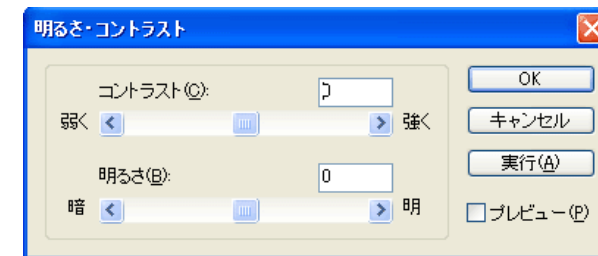 明るさ・コントラスト
コントラスト(C):
弱く
強く
明るさ(B):
0
暗
明
OK
キャンセル
実行(A)
プレビュー(P)